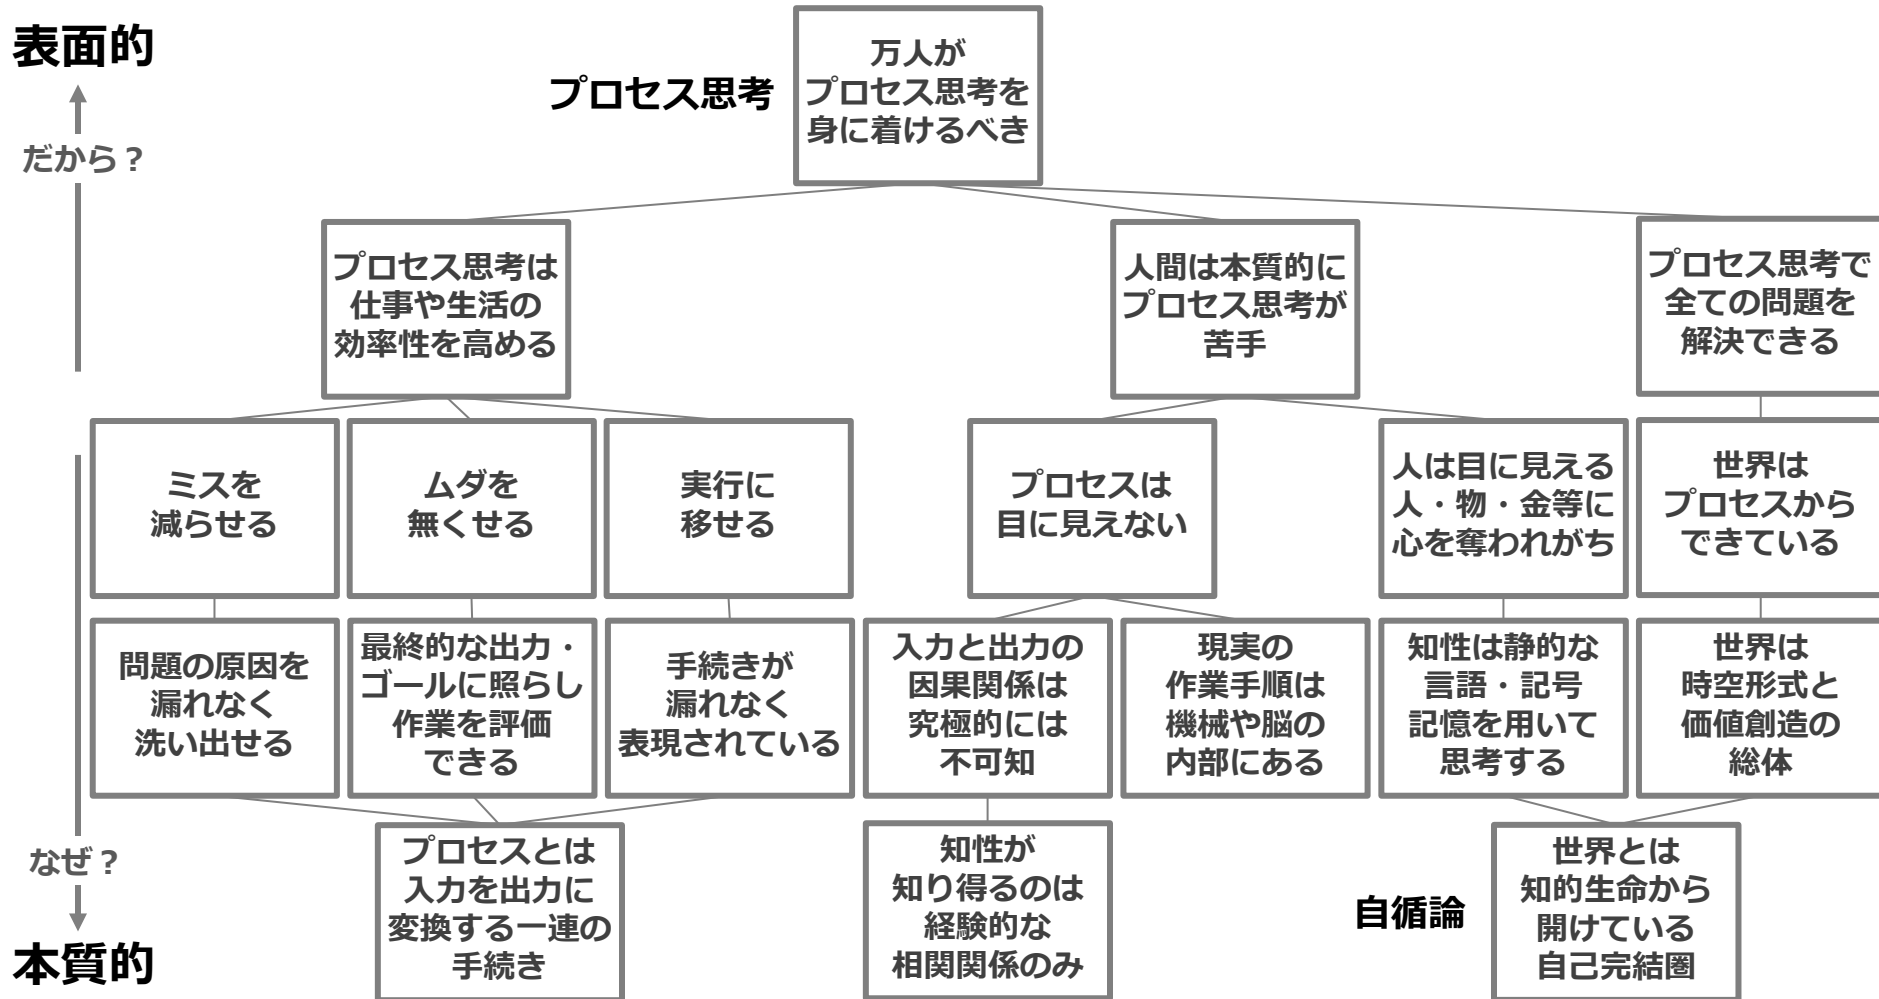 表面的
だから？
なぜ？
本質的
プロセス思考
万人が
プロセス思考を
身に着けるべき
プロセス思考は
仕事や生活の
効率性を高める
人間は本質的に
プロセス思考が
苦手
プロセス思考で
全ての問題を
解決できる
ミスを
減らせる
ムダを
無くせる
実行に
移せる
プロセスは
目に見えない
人は目に見える
人・物・金等に
心を奪われがち
世界は
プロセスから
できている
問題の原因を
漏れなく
洗い出せる
最終的な出力・
ゴールに照らし
作業を評価
できる
手続きが
漏れなく
表現されている
入力と出力の
因果関係は
究極的には
不可知
現実の
作業手順は
機械や脳の
内部にある
知性は静的な
言語・記号
記憶を用いて
思考する
世界は
時空形式と
価値創造の
総体
プロセスとは
入力を出力に
変換する一連の
手続き
知性が
知り得るのは
経験的な
相関関係のみ
自循論
世界とは
知的生命から
開けている
自己完結圏